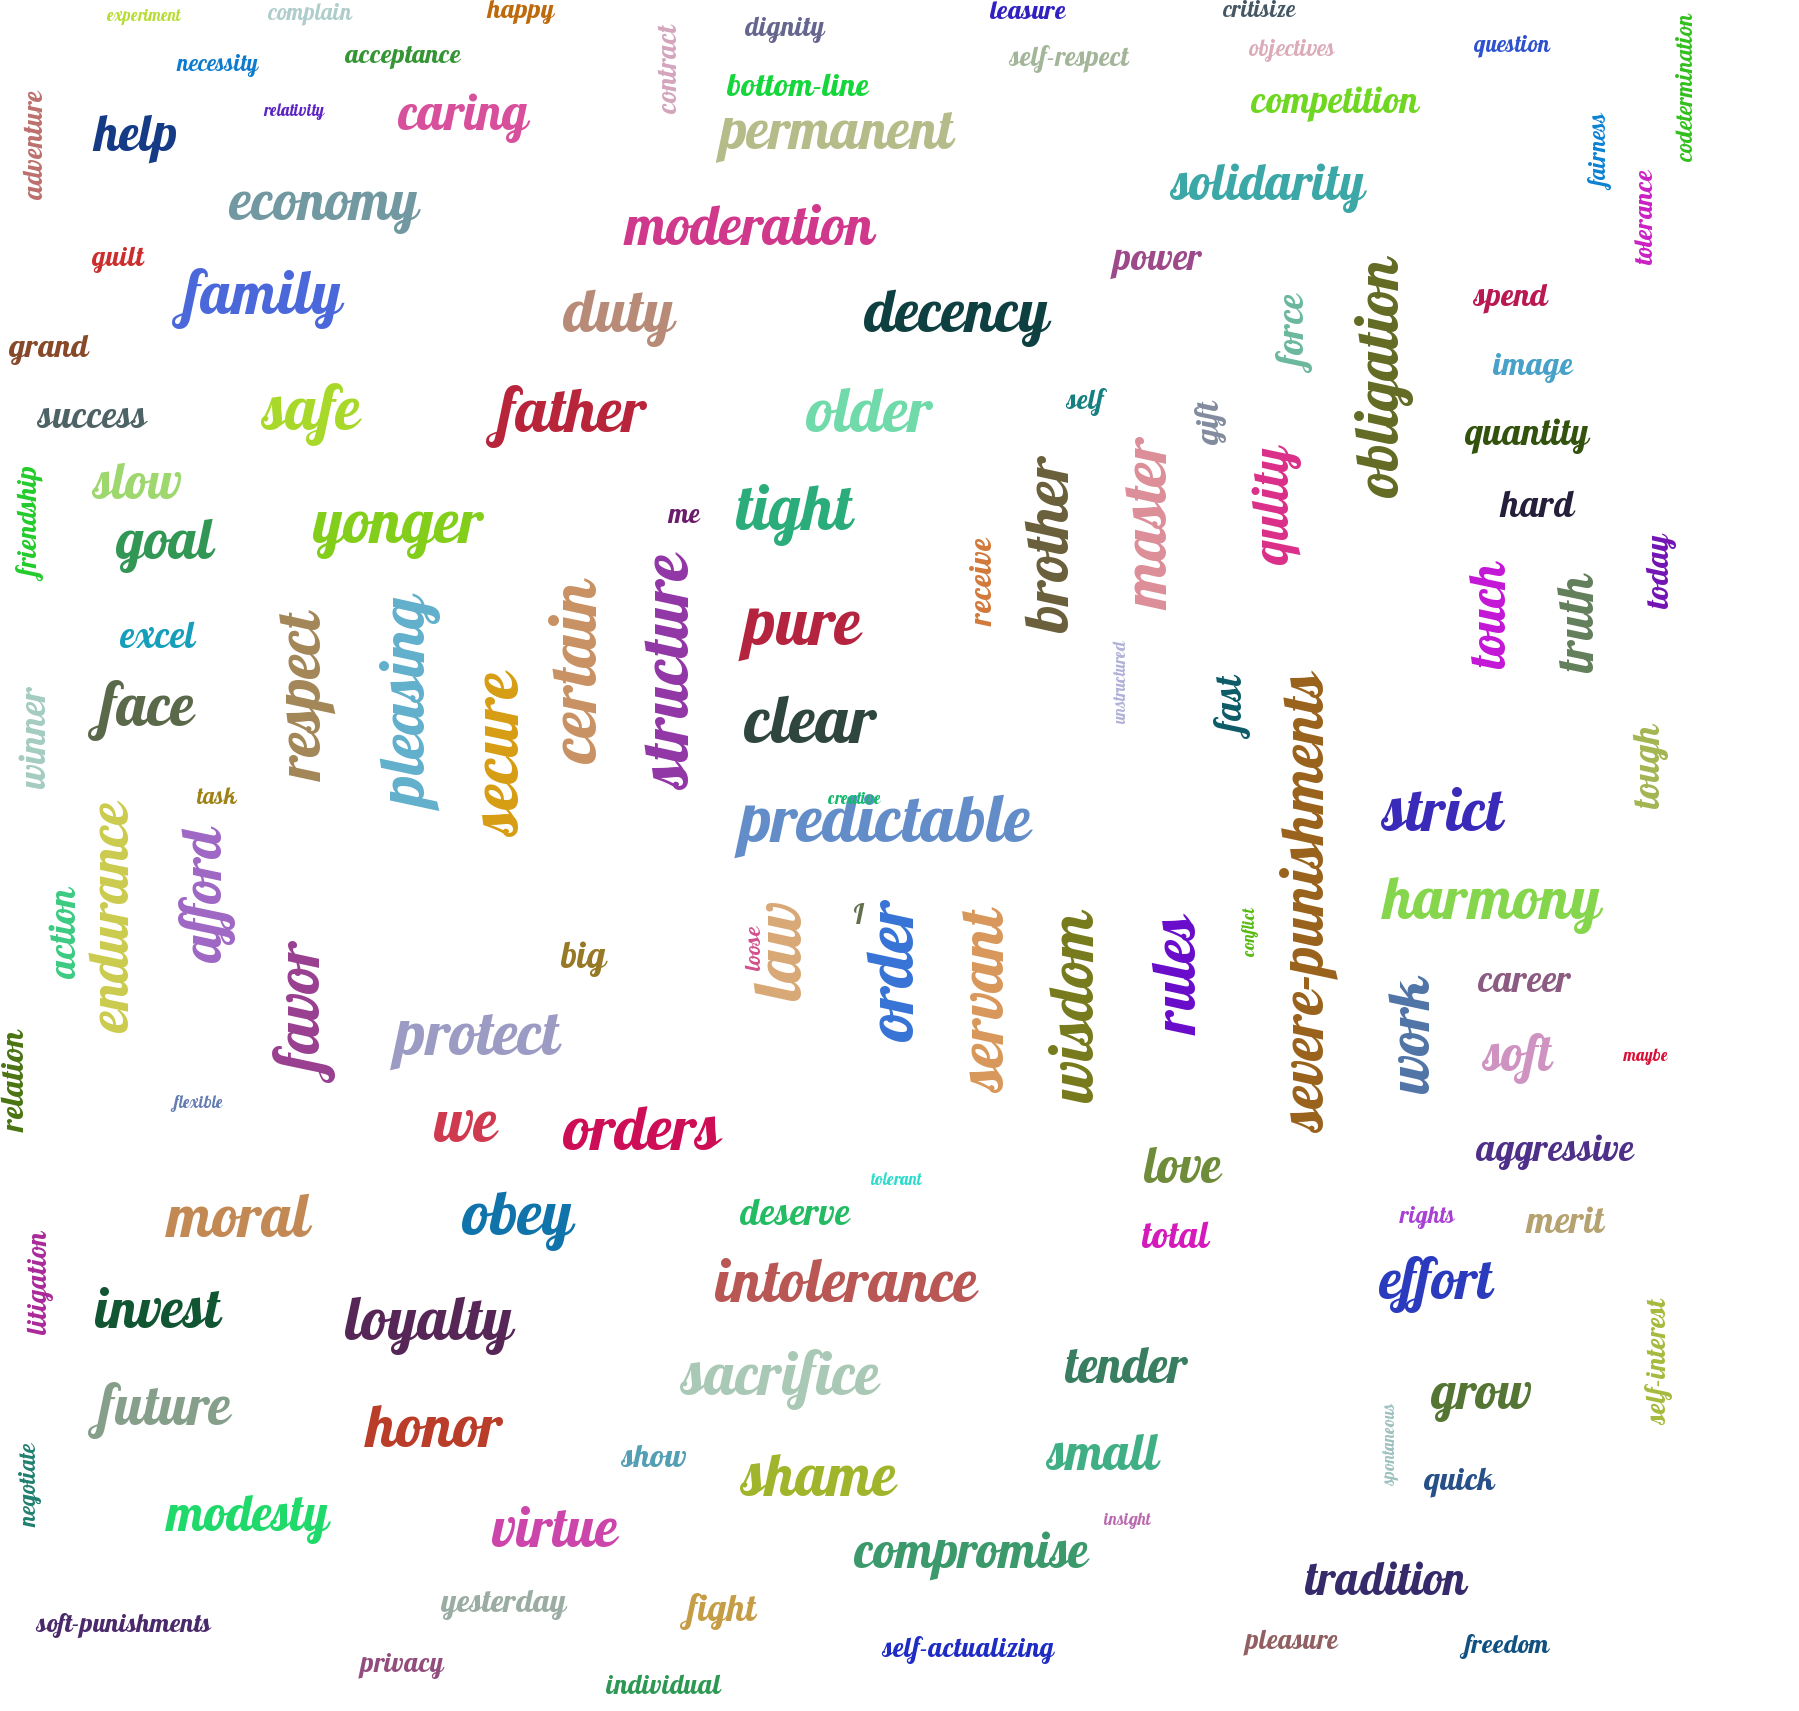 experiment
complain
happy
leasure
critisize
dignity
contract
codetermination
necessity
acceptance
self-respect
objectives
question
bottom-line
relativity
caring
competition
adventure
help
permanent
fairness
economy
solidarity
tolerance
moderation
guilt
power
family
duty
decency
force
obligation
spend
grand
image
success
safe
father
older
self
gift
quantity
slow
friendship
goal
yonger
me
tight
brother
master
qulity
hard
receive
today
excel
respect
pleasing
certain
structure
pure
unstructured
touch
truth
face
winner
secure
clear
fast
severe-punishments
tough
task
creative
predictable
strict
endurance
afford
action
harmony
favor
big
loose
law
I
order
servant
wisdom
rules
conflict
career
work
relation
protect
soft
maybe
flexible
we
orders
love
aggressive
tolerant
moral
obey
deserve
total
rights
merit
litigation
invest
loyalty
intolerance
effort
self-interest
sacrifice
tender
future
honor
grow
show
shame
small
spontaneous
quick
negotiate
modesty
virtue
insight
compromise
tradition
yesterday
fight
soft-punishments
self-actualizing
pleasure
freedom
privacy
individual